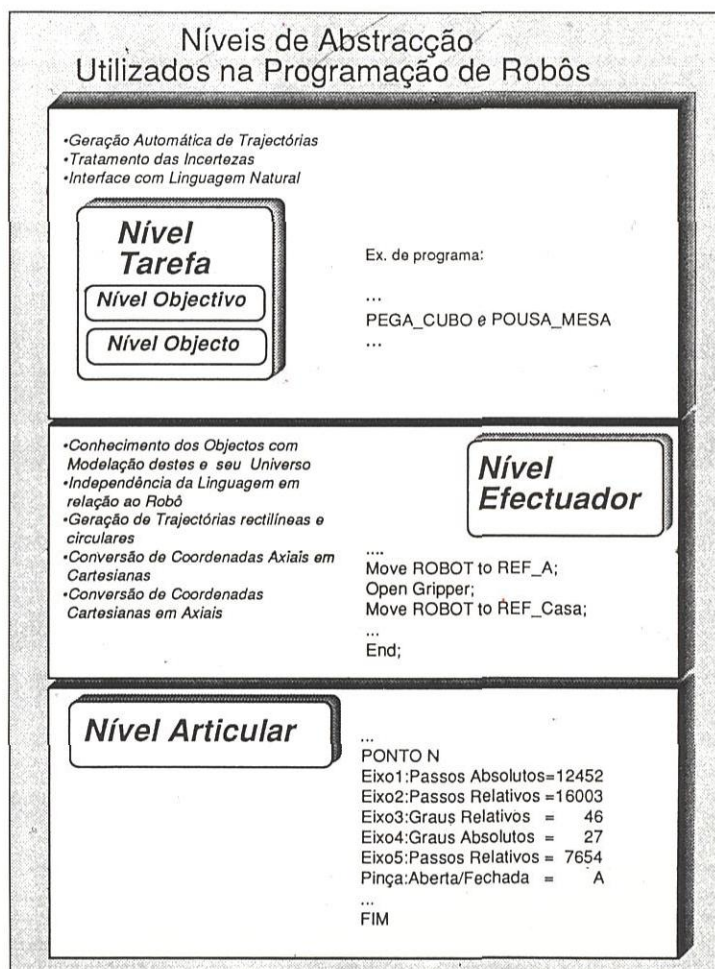 Níveis de Abstracção
Utilizados na Programação de Robôs
•Geração Automática de Trajectórias
•Tratamento das Incertezas
•Interface com Linguagem Natural
Nível
Tarefa
Nível Objectivo
Nível Objecto
Ex. de programa:
...
PEGA_CUBO e POUSA_MESA
...
•Conhecimento dos Objectos com
Modelação destes e seu Universo
•Independência da Linguagem em
relação ao Robô
•Geração de Trajectórias rectilíneas e
circulares
•Conversão de Coordenadas Axiais em
Cartesianas
•Conversão de Coordenadas
Cartesianas em Axiais
Nível
Efectuador
....
Move ROBOT to REF_A;
Open Gripper;
Move ROBOT to REF_Casa;
...
End;
Nível Articular
...
PONTO N
Eixo1:Passos Absolutos=12452
Eixo2:Passos Relativos =16003
Eixo3:Graus Relativos = 46
Eixo4:Graus Absolutos = 27
Eixo5:Passos Relativos = 7654
Pinça:Aberta/Fechada = A
...
FIM